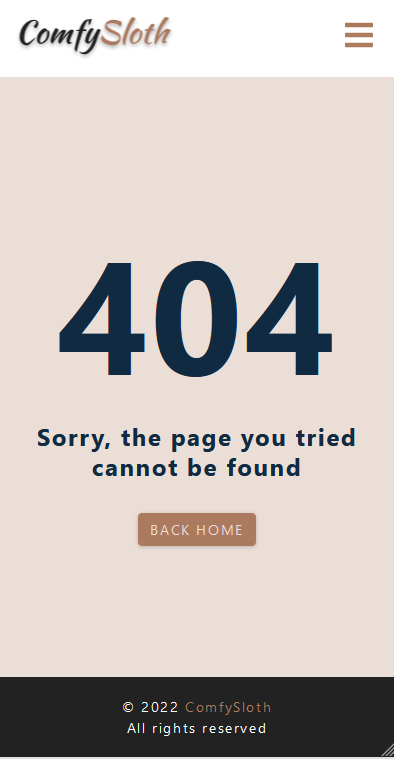 ComfySloth
404
Sorry, the page you tried
cannot be found
BACK HOME
© 2022 ComfySloth
All rights reserved